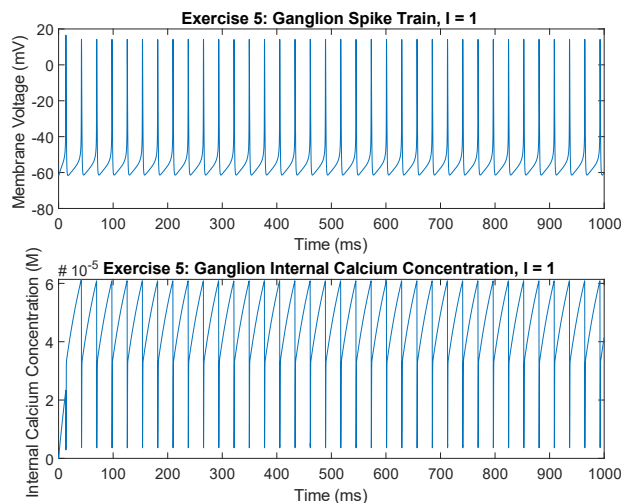 Exercise 5: Ganglion Spike Train, I = 1
20
0
-20
-40
-60
-80
Membrane Voltage (mV)
0 100 200 300 400 500 600 700 800 900 1000
Time (ms)
# 10-5
Exercise 5: Ganglion Internal Calcium Concentration, I = 1
6
4
2
0
Internal Calcium Concentration (M)
0 100 200 300 400 500 600 700 800 900 1000
Time (ms)